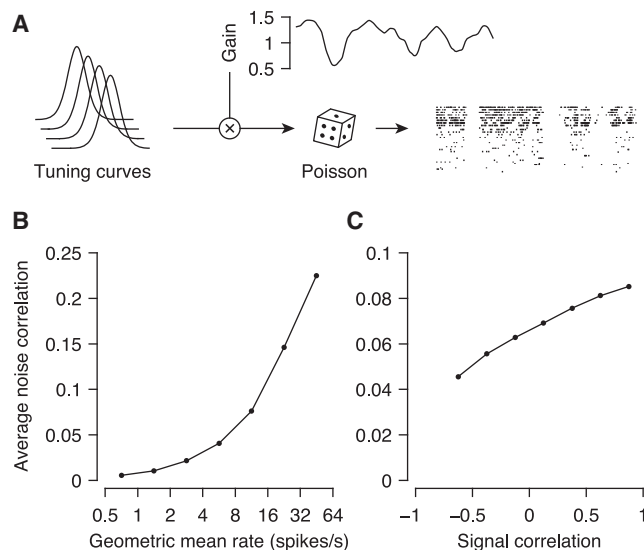 A
Gain
1.5
1
0.5
Tuning curves
Poisson
B
Average noise correlation
0.25
0.2
0.15
0.1
0.05
0
0.5 1 2 4 8 16 32 64
Geometric mean rate (spikes/s)
C
0.1
0.08
0.06
0.04
0.02
0
−1 −0.5 0 0.5 1
Signal correlation